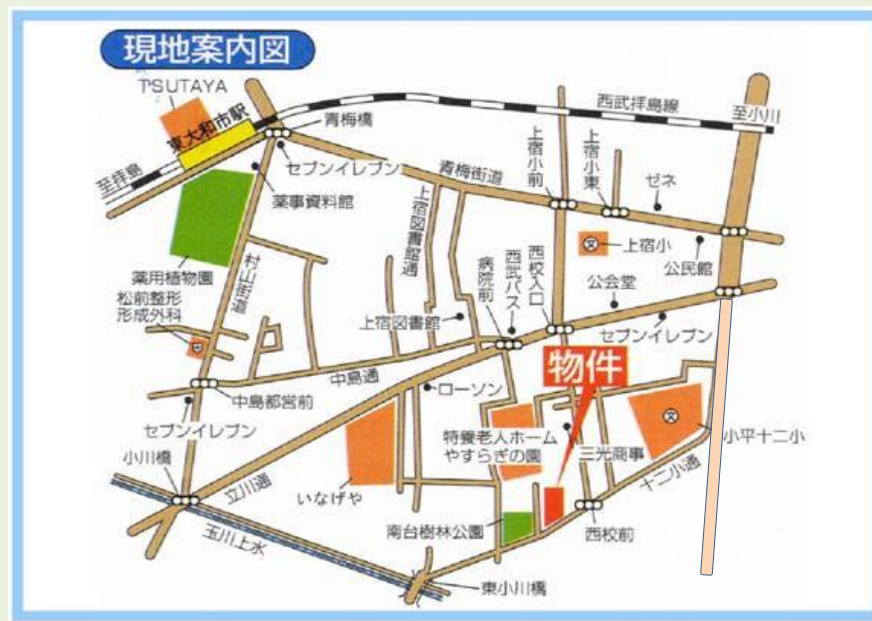 現地案内図
TSUTAYA
東大和市駅
至拝島
青梅橋
西武拝島線
至小川
セブンイレブン
薬事資料館
青梅街道
上宿小前
上宿小東
ゼネ
上宿図書館通
薬用植物園
村山街道
上宿小
公民館
松前整形
形成外科
西武バス
病院前
西校入口
公会堂
上宿図書館
セブンイレブン
中島通
物件
ローソン
中島都営前
セブンイレブン
特養老人ホーム
やすらぎの園
三光商事
小平十二小
小川橋
立川通
いなげや
十二小通
南台樹林公園
西校前
玉川上水
東小川橋